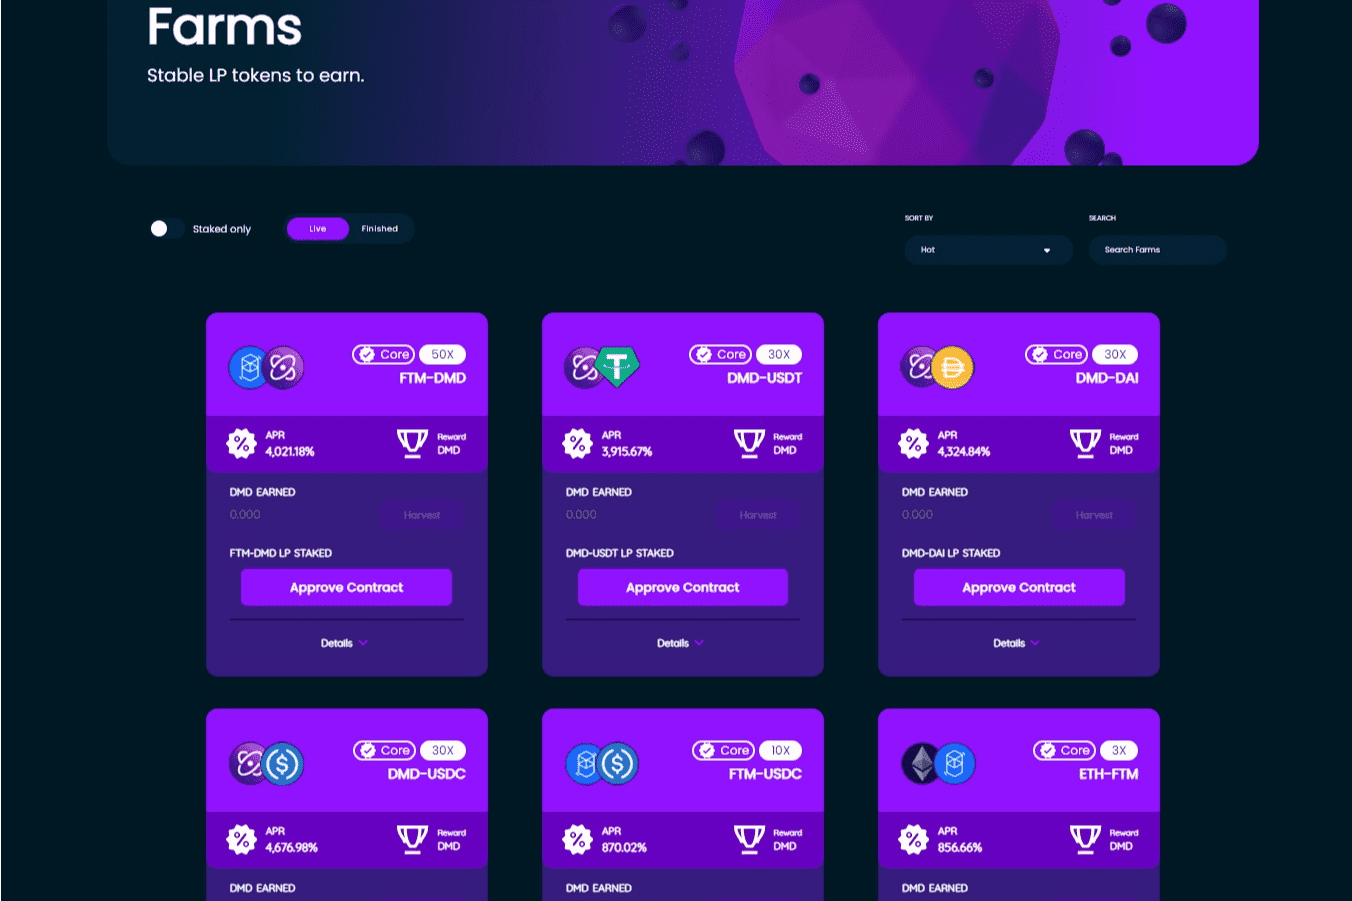 Farms
Stable LP tokens to earn.
Staked only
Live
Finished
SORT BY
Hot
SEARCH
Search Farms
Core
50X
FTM-DMD
APR
4,021.18%
Reward
DMD
DMD EARNED
0.000
Harvest
FTM-DMD LP STAKED
Approve Contract
Details
Core
30X
DMD-USDT
APR
3,915.67%
Reward
DMD
DMD EARNED
0.000
Harvest
DMD-USDT LP STAKED
Approve Contract
Details
Core
30X
DMD-DAI
APR
4,324.84%
Reward
DMD
DMD EARNED
0.000
Harvest
DMD-DAI LP STAKED
Approve Contract
Details
Core
30X
DMD-USDC
APR
4,676.98%
Reward
DMD
DMD EARNED
Core
10X
FTM-USDC
APR
870.02%
Reward
DMD
DMD EARNED
Core
3X
ETH-FTM
APR
856.66%
Reward
DMD
DMD EARNED